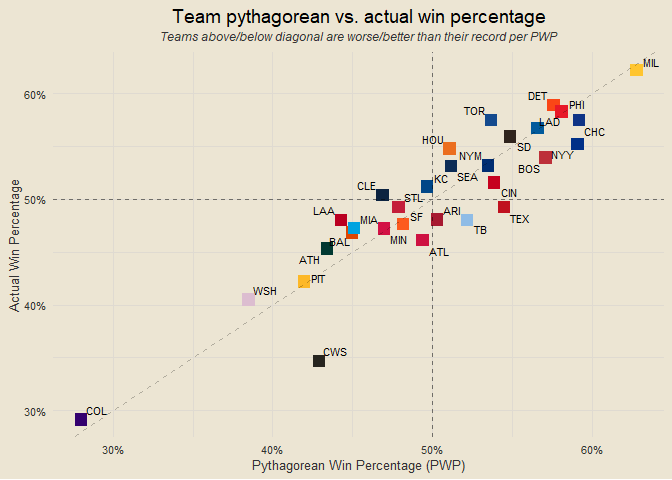 Team pythagorean vs. actual win percentage
Teams above/below diagonal are worse/better than their record per PWP
MIL
60%
DET
PHI
TOR
LAD
CHC
SD
HOU
NYM
NYY
BOS
SEA
KC
CLE
CIN
50%
STL
LAA
MIA
SF
ARI
TEX
TB
BAL
MIN
ATL
ATH
PIT
WSH
40%
CWS
30%
COL
30%
40%
50%
60%
Pythagorean Win Percentage (PWP)
Actual Win Percentage